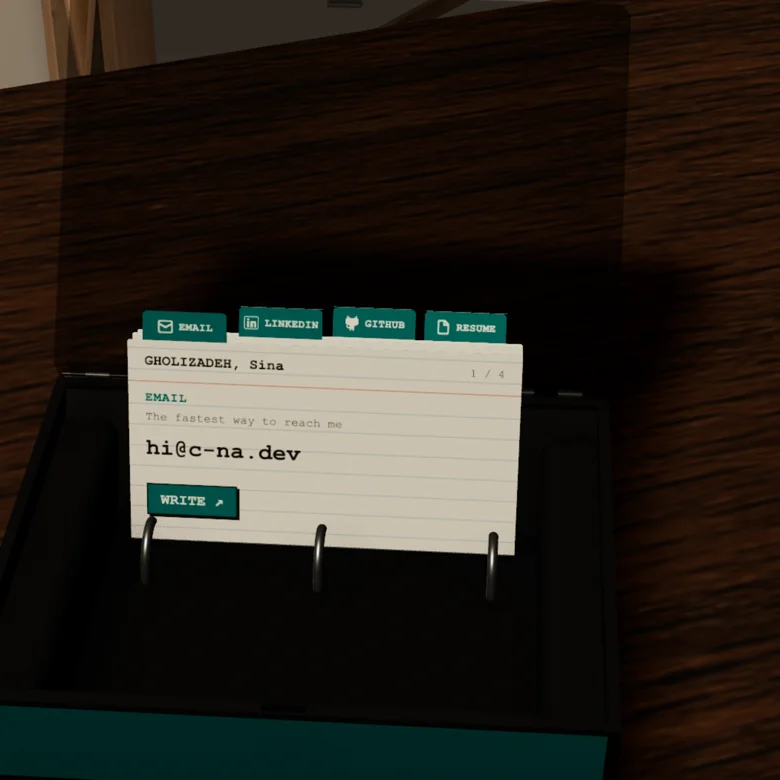 EMAIL
in LINKEDIN
GITHUB
RESUME
GHOLIZADEH, Sina
1 / 4
EMAIL
The fastest way to reach me
hi@c-na.dev
WRITE ↗